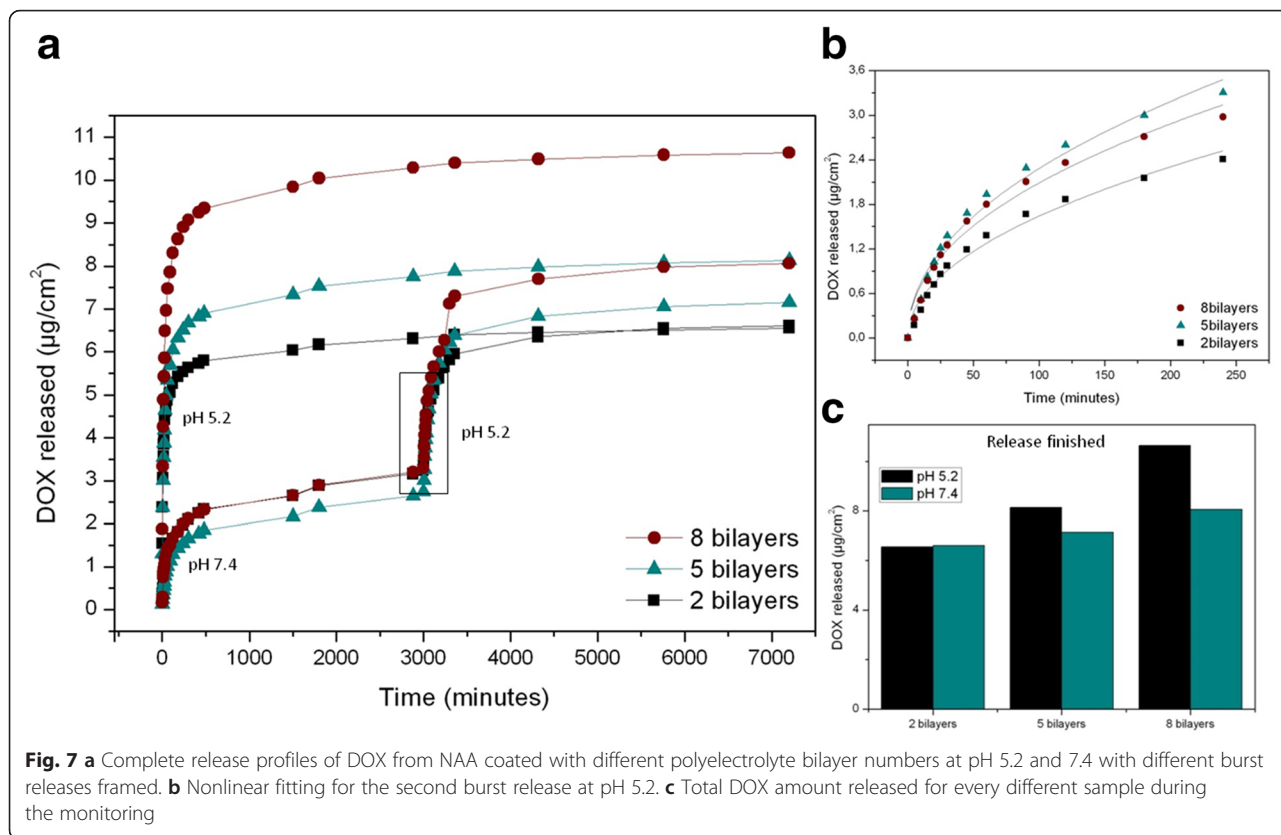 a
DOX released (µg/cm²)
11
10
9
8
7
6
5
4
3
2
1
0
pH 5.2
pH 5.2
pH 7.4
8 bilayers
5 bilayers
2 bilayers
0 1000 2000 3000 4000 5000 6000 7000
Time (minutes)
b
DOX released (µg/cm²)
3,6
3,0
2,4
1,8
1,2
0,6
0,0
8bilayers
5bilayers
2bilayers
0 50 100 150 200 250
Time (minutes)
c
Release finished
pH 5.2
pH 7.4
DOX released (µg/cm²)
8
4
0
2 bilayers 5 bilayers 8 bilayers
Fig. 7 a Complete release profiles of DOX from NAA coated with different polyelectrolyte bilayer numbers at pH 5.2 and 7.4 with different burst
releases framed. b Nonlinear fitting for the second burst release at pH 5.2. c Total DOX amount released for every different sample during
the monitoring